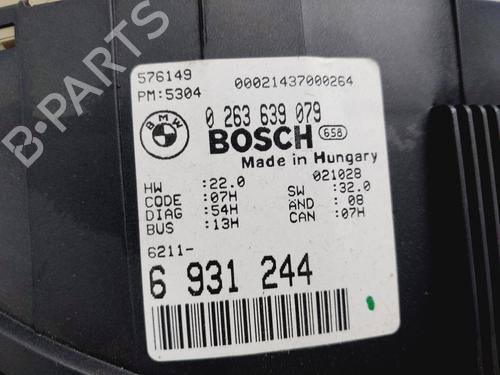 576149 00021437000264
PM:5304
BMW
0 263 639 079
BOSCH 658
Made in Hungary
021028
HW :22.0 SW :32.0
CODE :07H AND : 08
DIAG :54H CAN :07H
BUS :13H
6211-
6 931 244
B-PARTS